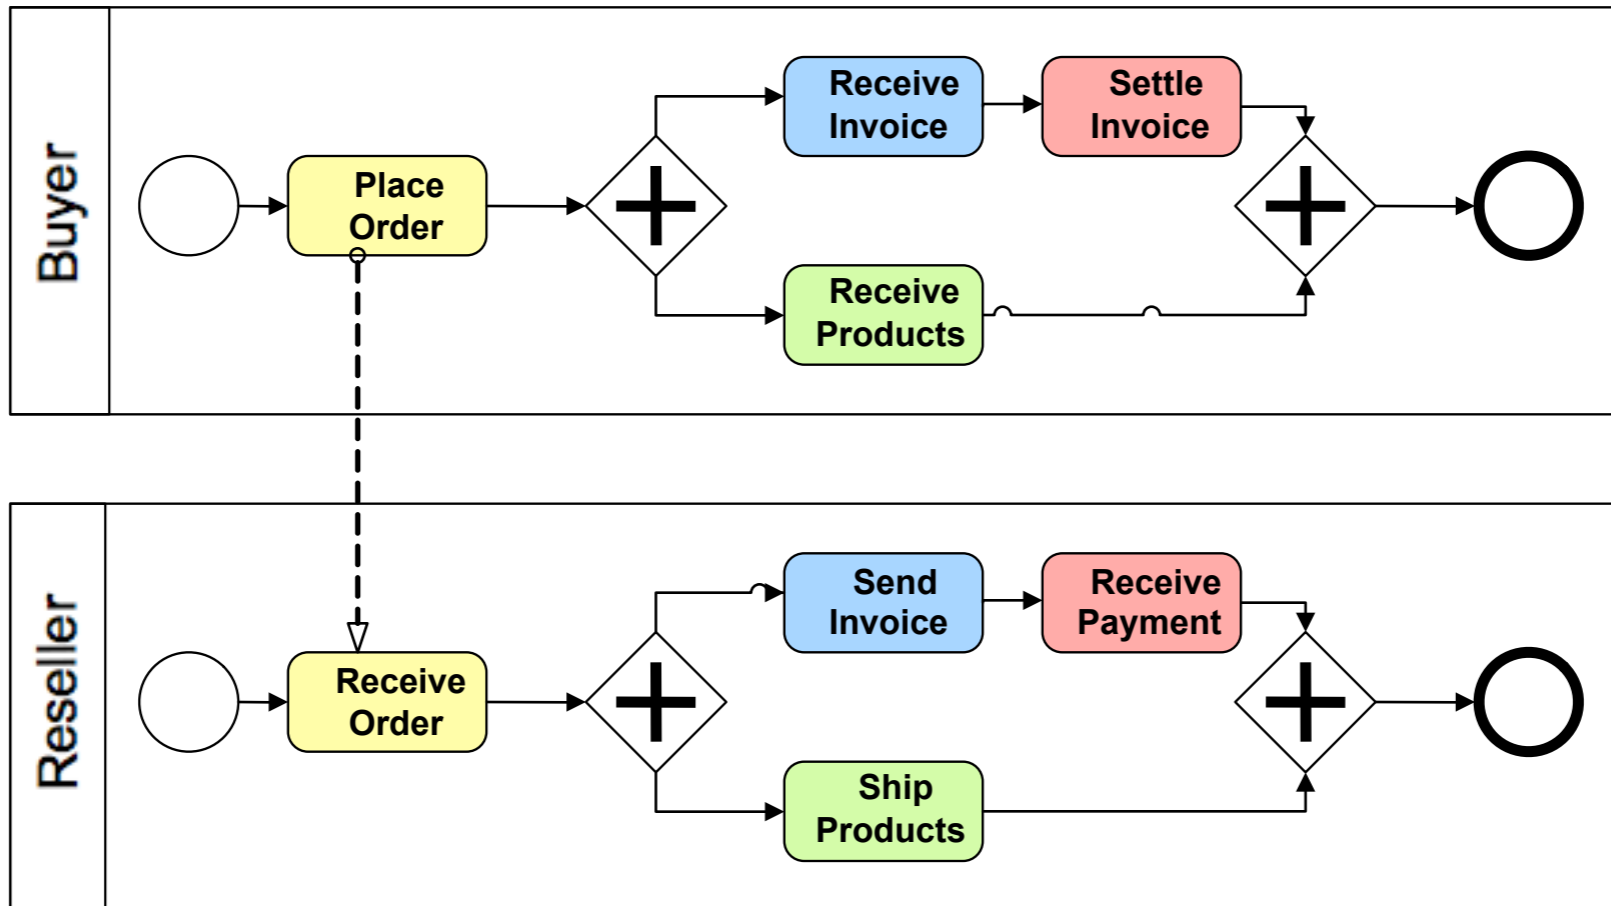 Buyer
Place
Order
Receive
Invoice
Settle
Invoice
Receive
Products
Reseller
Receive
Order
Send
Invoice
Receive
Payment
Ship
Products